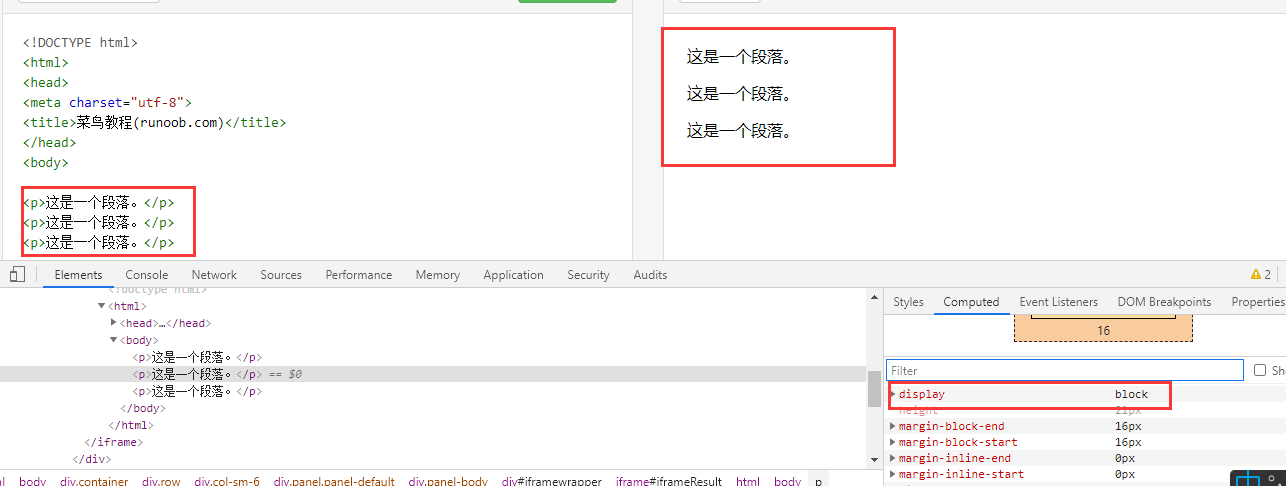 <!DOCTYPE html>
<html>
<head>
<meta charset="utf-8">
<title>菜鸟教程(runoob.com)</title>
</head>
<body>
<p>这是一个段落。</p>
<p>这是一个段落。</p>
<p>这是一个段落。</p>
这是一个段落。
这是一个段落。
这是一个段落。
Elements Console Network Sources Performance Memory Application Security Audits 2
<!doctype html>
<html>
<head>…</head>
<body>
<p>这是一个段落。</p>
<p>这是一个段落。</p> == $0
<p>这是一个段落。</p>
</body>
</html>
</iframe>
</div>
body div.container div.row div.col-sm-6 div.panel.panel-default div.panel-body div#iframewrapper iframe#iframeResult html body p
Styles Computed Event Listeners DOM Breakpoints Properties
16
Filter
display block
height 21px
margin-block-end 16px
margin-block-start 16px
margin-inline-end 0px
margin-inline-start 0px